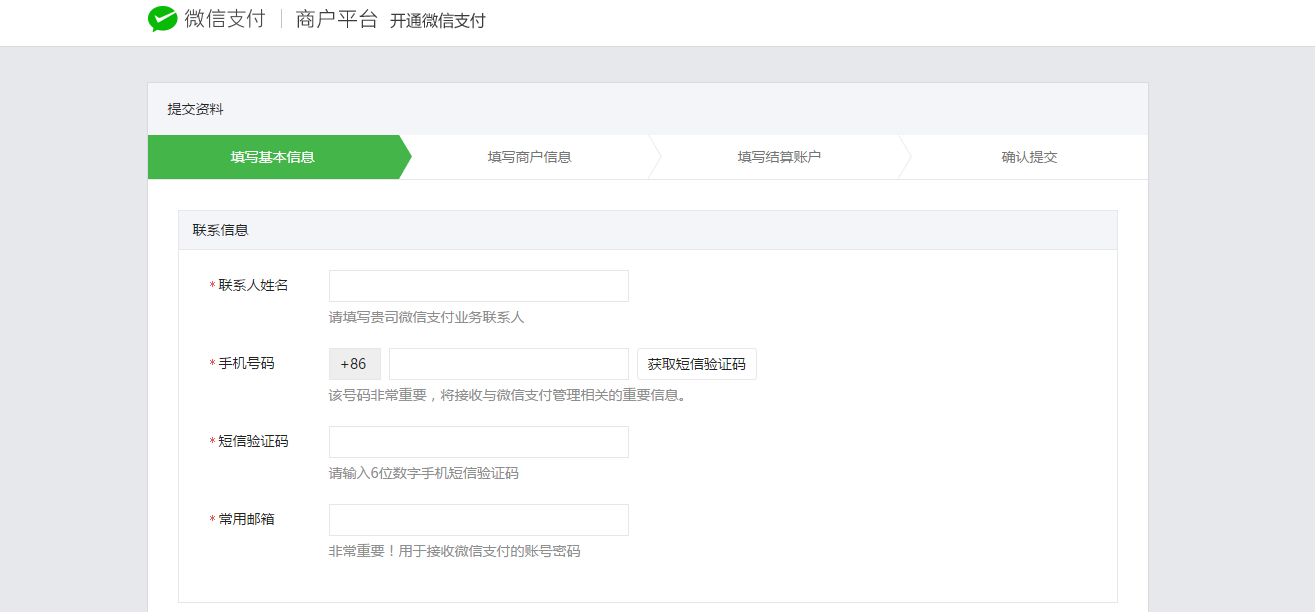 微信支付 商户平台 开通微信支付
提交资料
填写基本信息 填写商户信息 填写结算账户 确认提交
联系信息
*联系人姓名
请填写贵司微信支付业务联系人
*手机号码 +86 获取短信验证码
该号码非常重要，将接收与微信支付管理相关的重要信息。
*短信验证码
请输入6位数字手机短信验证码
*常用邮箱
非常重要！用于接收微信支付的账号密码